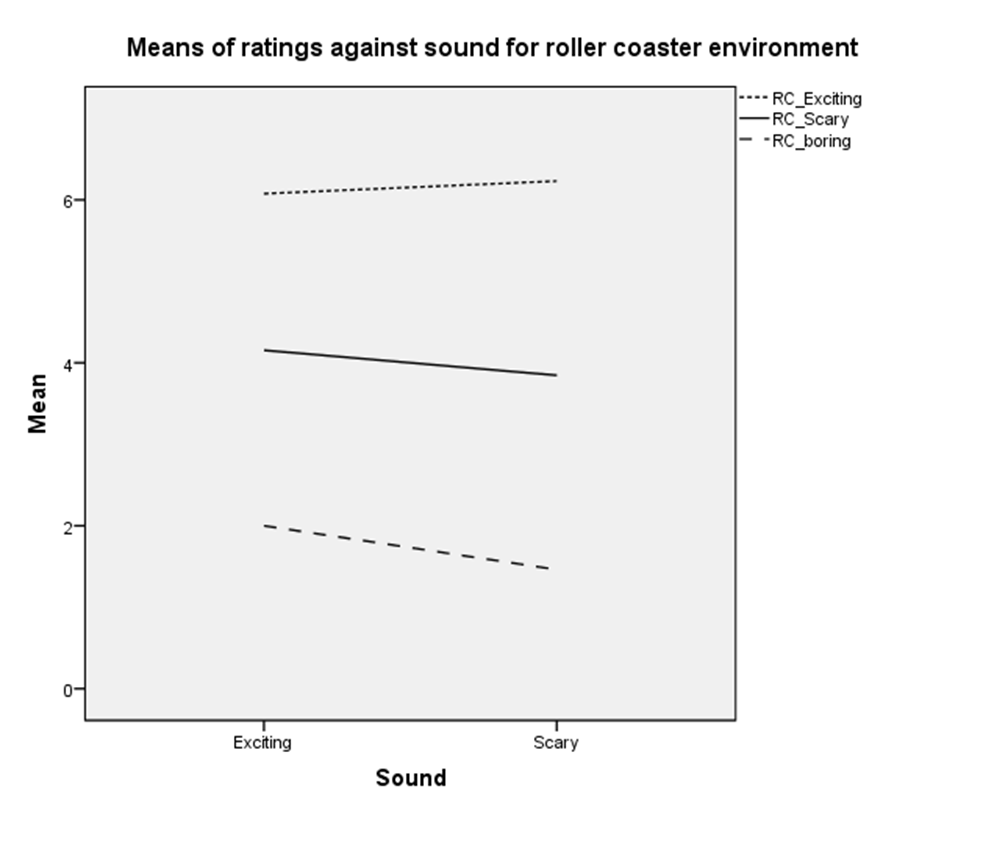 Means of ratings against sound for roller coaster environment
RC_Exciting
RC_Scary
RC_boring
6
4
2
0
Mean
Exciting
Scary
Sound